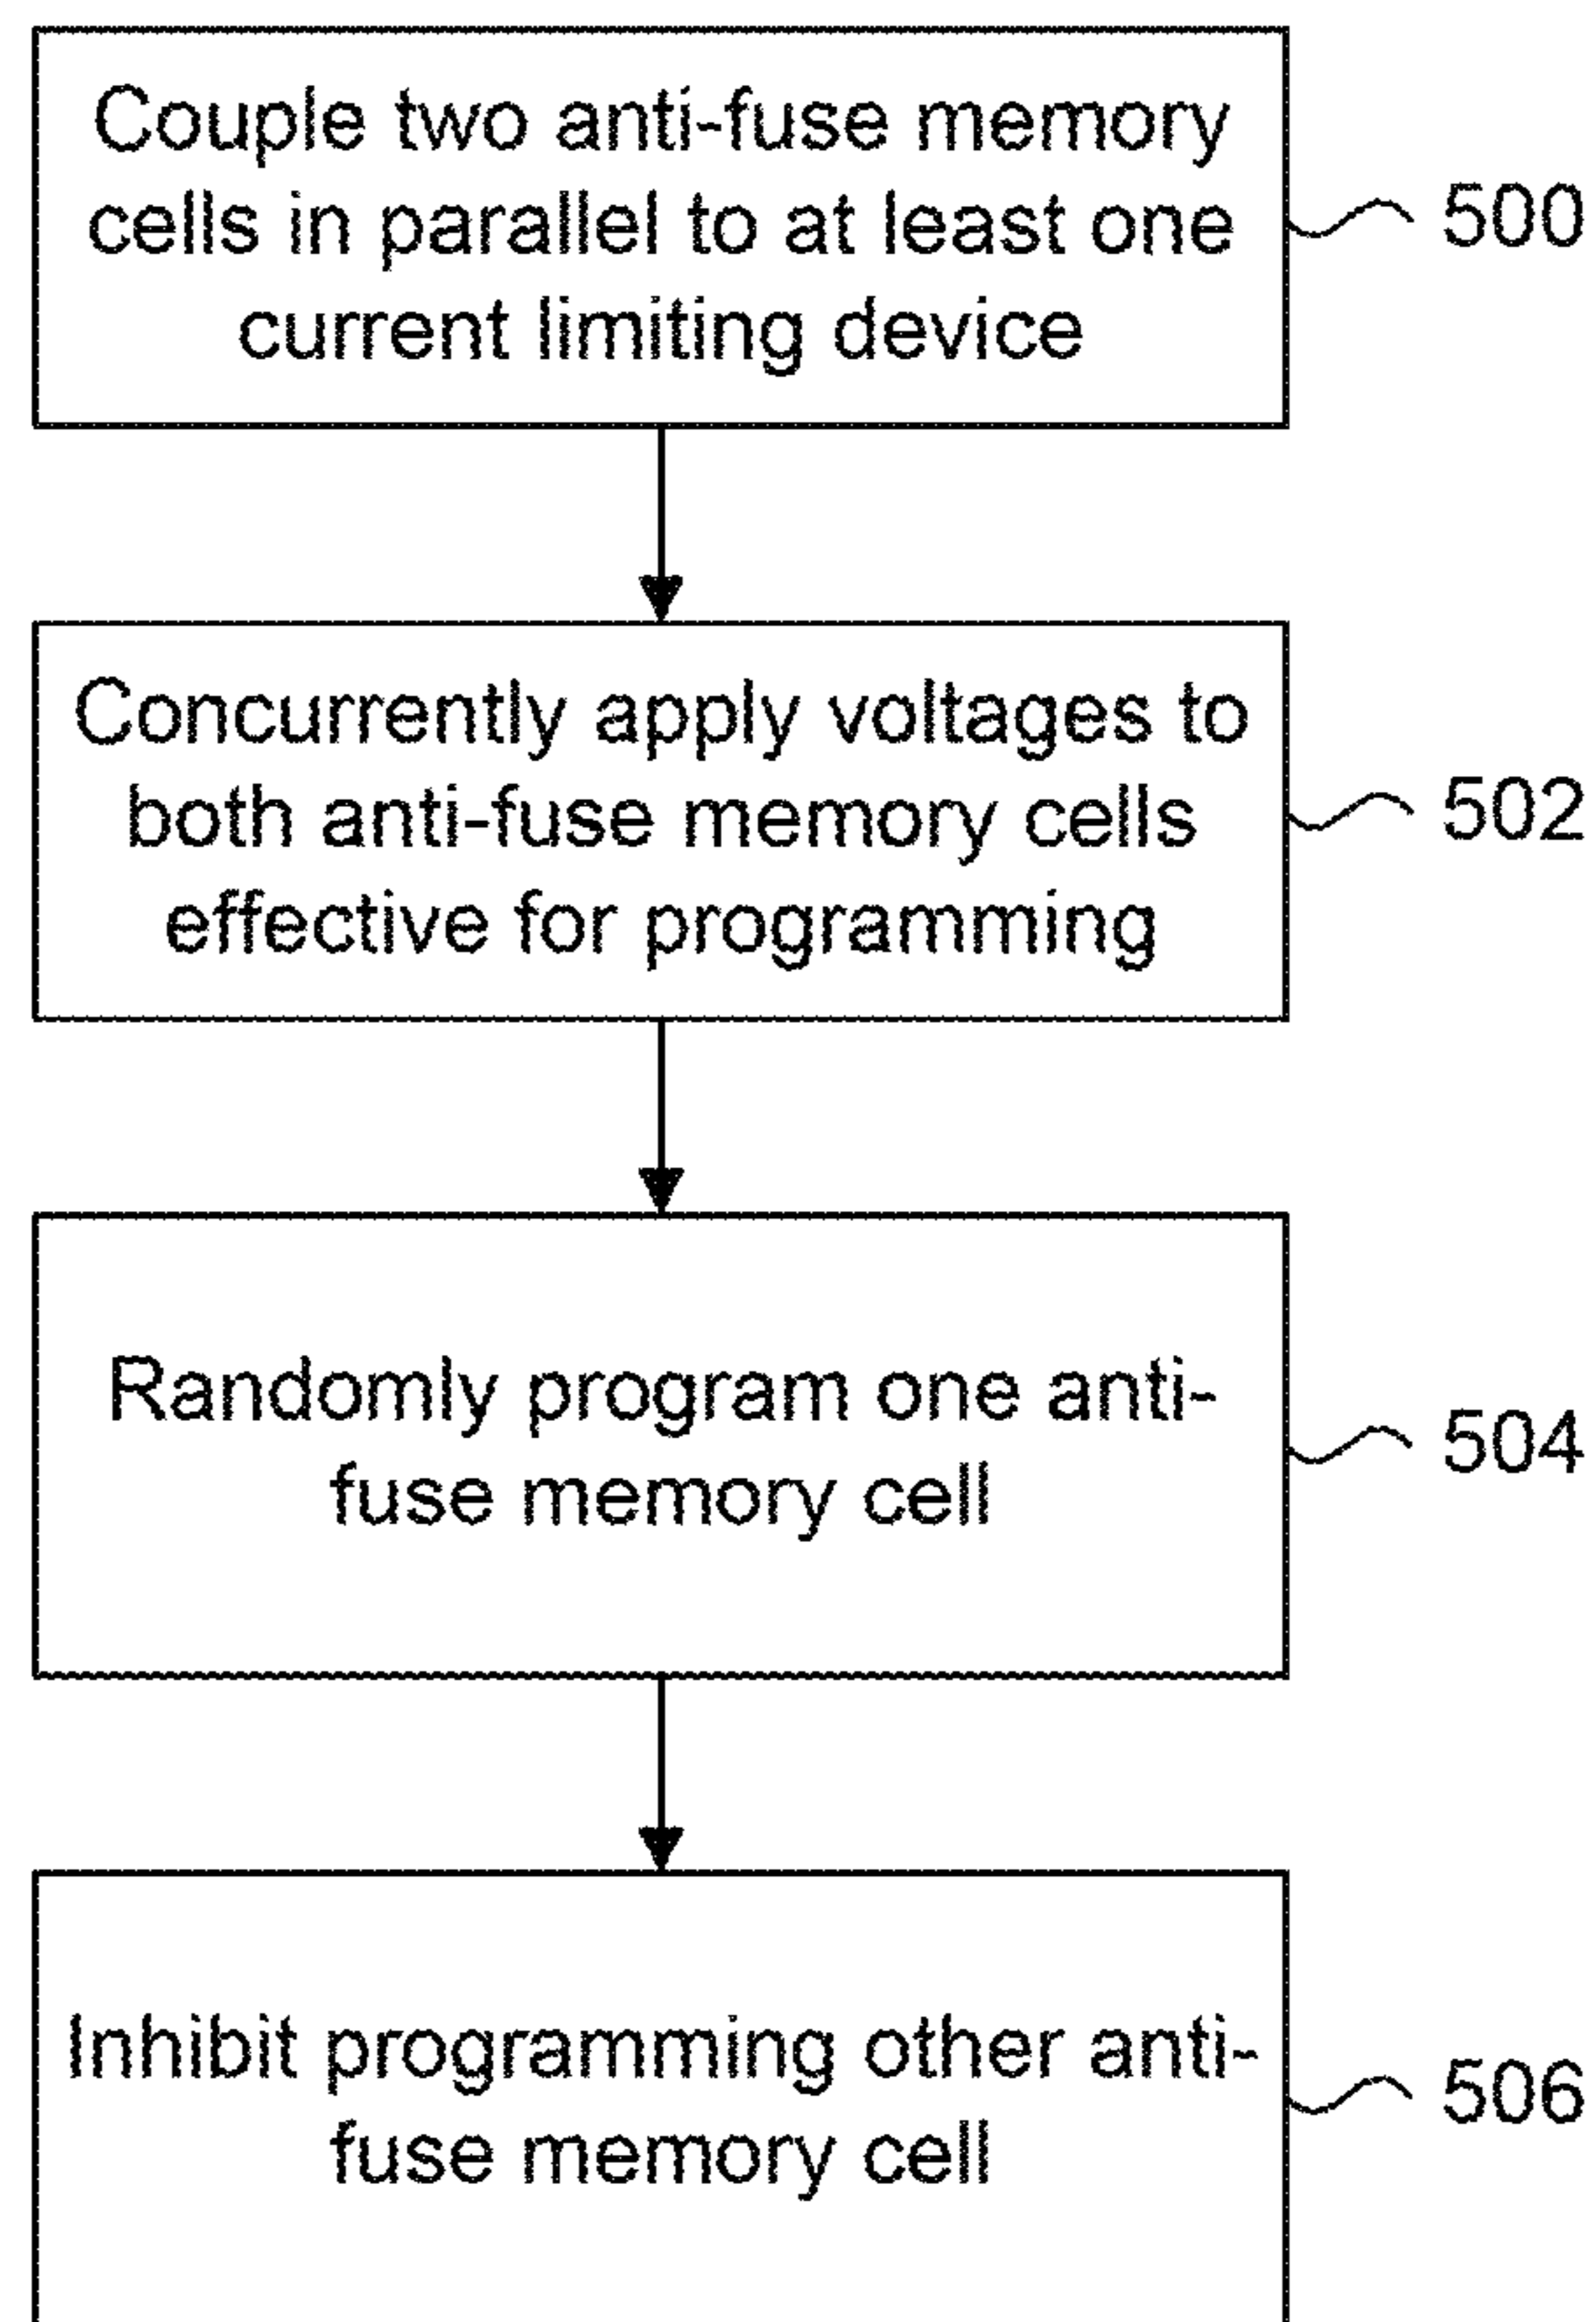 Couple two anti-fuse memory
cells in parallel to at least one
current limiting device
500
Concurrently apply voltages to
both anti-fuse memory cells
effective for programming
502
Randomly program one anti-
fuse memory cell
504
Inhibit programming other anti-
fuse memory cell
506